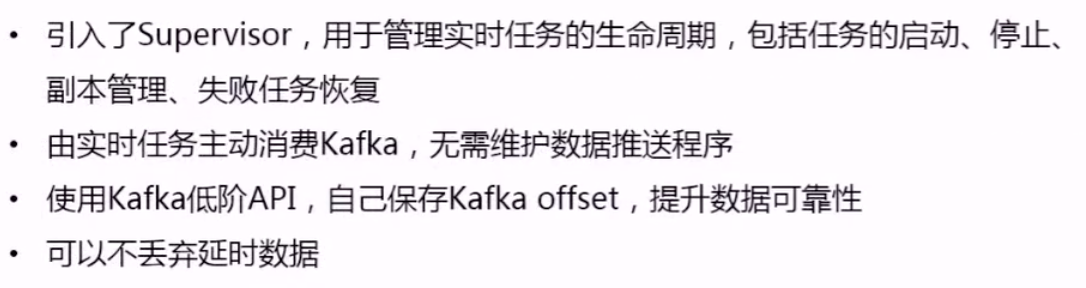 • 引入了Supervisor，用于管理实时任务的生命周期，包括任务的启动、停止、
副本管理、失败任务恢复
• 由实时任务主动消费Kafka，无需维护数据推送程序
• 使用Kafka低阶API，自己保存Kafka offset，提升数据可靠性
• 可以不丢弃延时数据